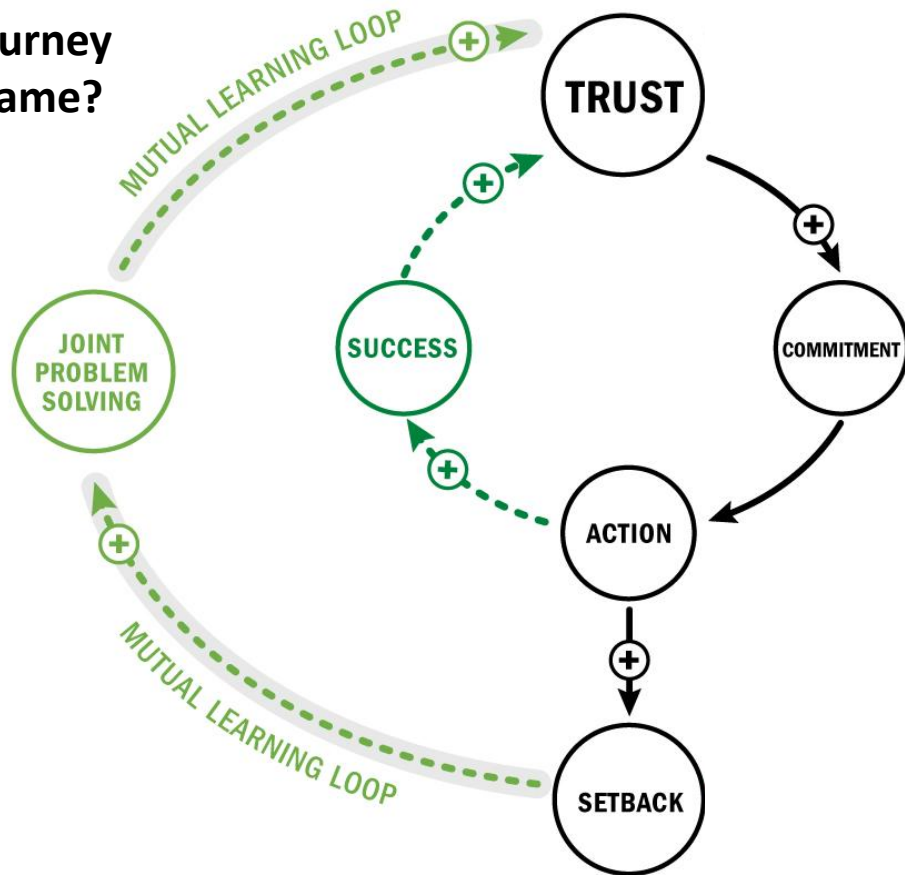 urney
ame?
MUTUAL LEARNING LOOP
+
TRUST
+
+
SUCCESS
COMMITMENT
JOINT
PROBLEM
SOLVING
+
ACTION
+
+
MUTUAL LEARNING LOOP
SETBACK